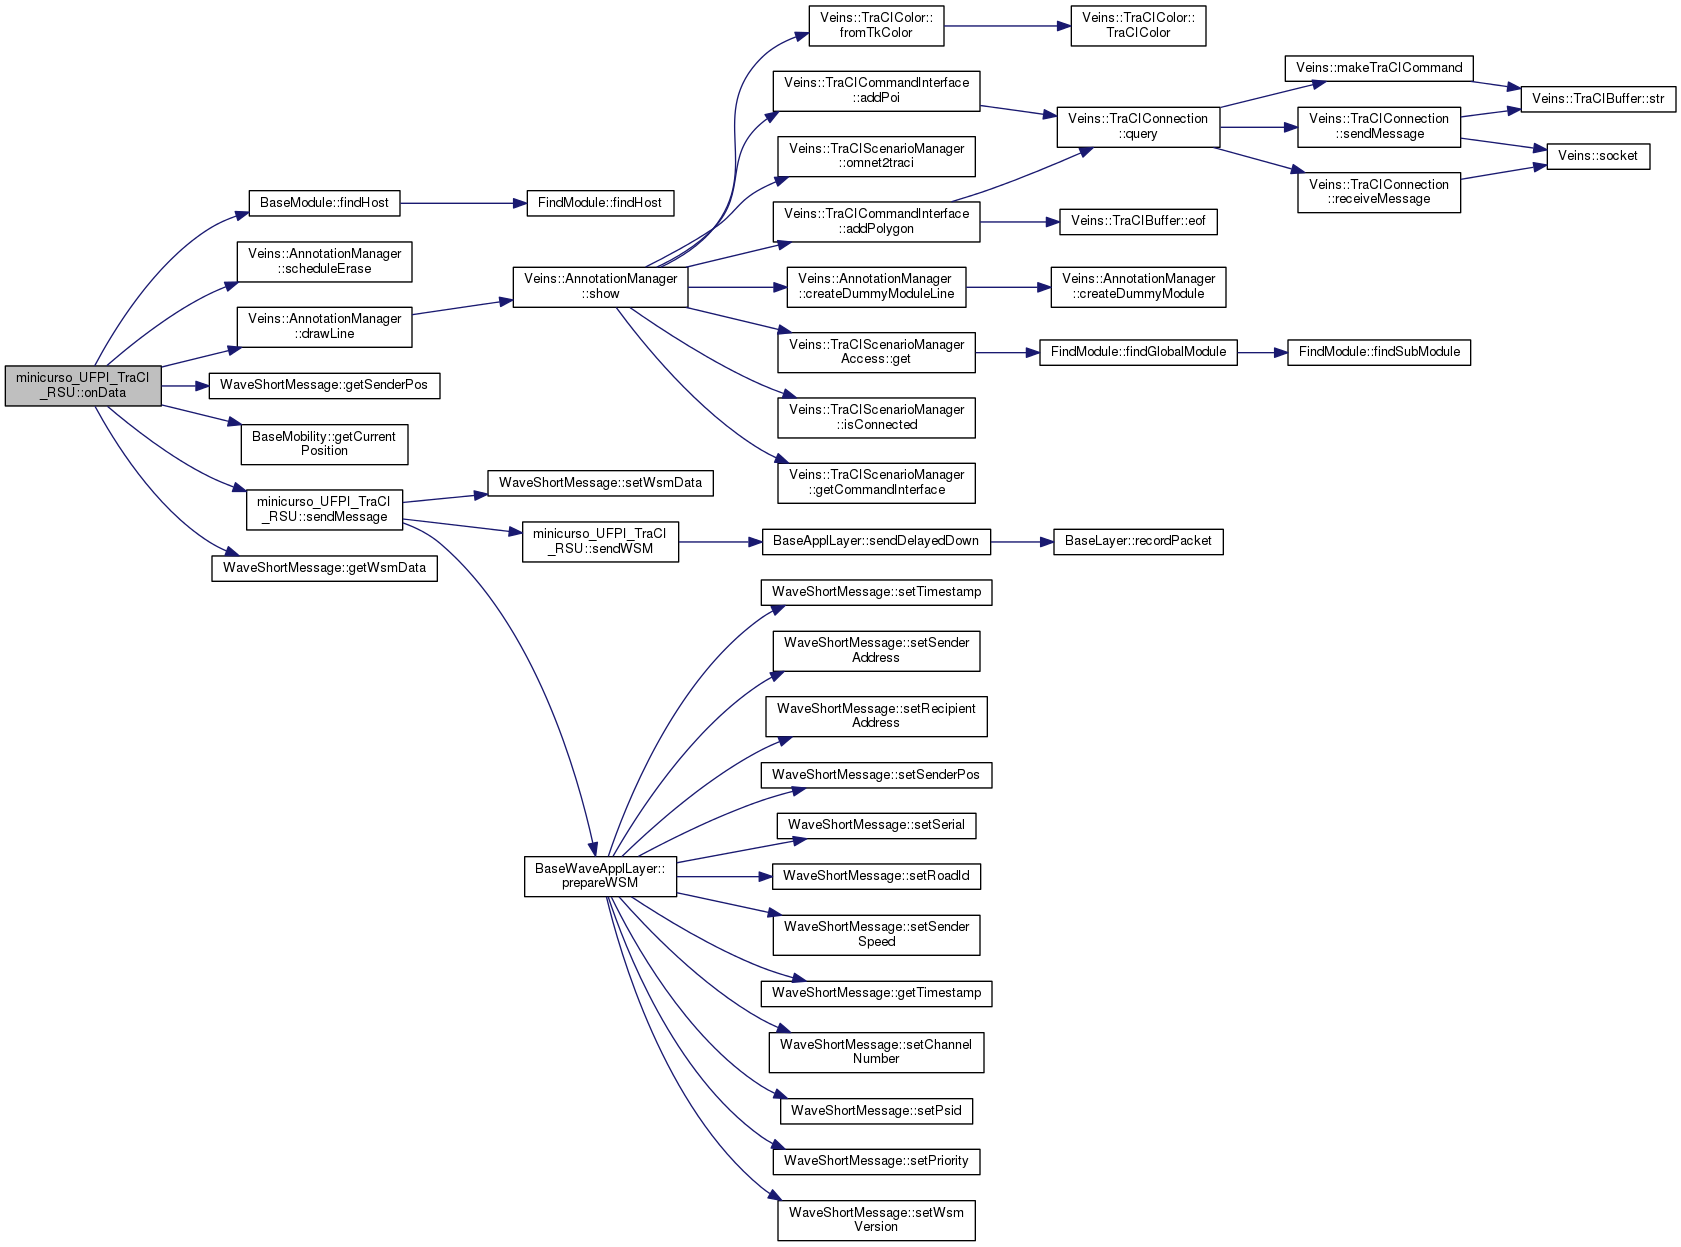 minicurso_UFPI_TraCI
_RSU::onData
BaseModule::findHost
FindModule::findHost
Veins::AnnotationManager
::scheduleErase
Veins::AnnotationManager
::drawLine
Veins::AnnotationManager
::show
Veins::TraCIColor::
fromTkColor
Veins::TraCIColor::
TraCIColor
Veins::TraCICommandInterface
::addPoi
Veins::TraCIConnection
::query
Veins::makeTraCICommand
Veins::TraCIBuffer::str
Veins::TraCIConnection
::sendMessage
Veins::socket
Veins::TraCIConnection
::receiveMessage
Veins::TraCIScenarioManager
::omnet2traci
Veins::TraCICommandInterface
::addPolygon
Veins::TraCIBuffer::eof
Veins::AnnotationManager
::createDummyModuleLine
Veins::AnnotationManager
::createDummyModule
Veins::TraCIScenarioManager
Access::get
FindModule::findGlobalModule
FindModule::findSubModule
Veins::TraCIScenarioManager
::isConnected
Veins::TraCIScenarioManager
::getCommandInterface
WaveShortMessage::getSenderPos
BaseMobility::getCurrent
Position
minicurso_UFPI_TraCI
_RSU::sendMessage
WaveShortMessage::setWsmData
minicurso_UFPI_TraCI
_RSU::sendWSM
BaseApplLayer::sendDelayedDown
BaseLayer::recordPacket
WaveShortMessage::getWsmData
BaseWaveApplLayer::
prepareWSM
WaveShortMessage::setTimestamp
WaveShortMessage::setSender
Address
WaveShortMessage::setRecipient
Address
WaveShortMessage::setSenderPos
WaveShortMessage::setSerial
WaveShortMessage::setRoadId
WaveShortMessage::setSender
Speed
WaveShortMessage::getTimestamp
WaveShortMessage::setChannel
Number
WaveShortMessage::setPsid
WaveShortMessage::setPriority
WaveShortMessage::setWsm
Version